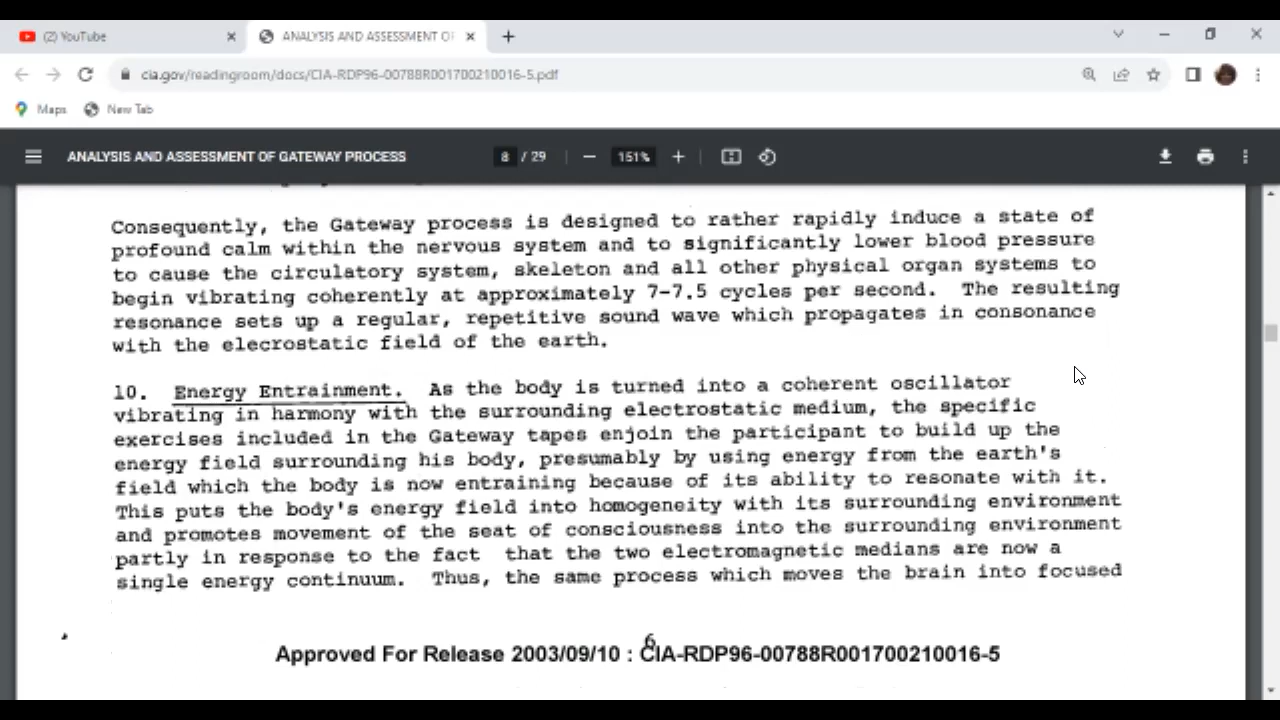 (2) YouTube
ANALYSIS AND ASSESSMENT O
cia.gov/readingroom/docs/CIA-RDP96-00788R001700210016-5.pdf
Maps New Tab
ANALYSIS AND ASSESSMENT OF GATEWAY PROCESS 8 / 29 151%
Consequently, the Gateway process is designed to rather rapidly induce a state of
profound calm within the nervous system and to significantly lower blood pressure
to cause the circulatory system, skeleton and all other physical organ systems to
begin vibrating coherently at approximately 7-7.5 cycles per second. The resulting
resonance sets up a regular, repetitive sound wave which propagates in consonance
with the elecrostatic field of the earth.
10. Energy Entrainment. As the body is turned into a coherent oscillator
vibrating in harmony with the surrounding electrostatic medium, the specific
exercises included in the Gateway tapes enjoin the participant to build up the
energy field surrounding his body, presumably by using energy from the earth's
field which the body is now entraining because of its ability to resonate with it.
This puts the body's energy field into homogeneity with its surrounding environment
and promotes movement of the seat of consciousness into the surrounding environment
partly in response to the fact that the two electromagnetic medians are now a
single energy continuum. Thus, the same process which moves the brain into focused
6
Approved For Release 2003/09/10 : CIA-RDP96-00788R001700210016-5